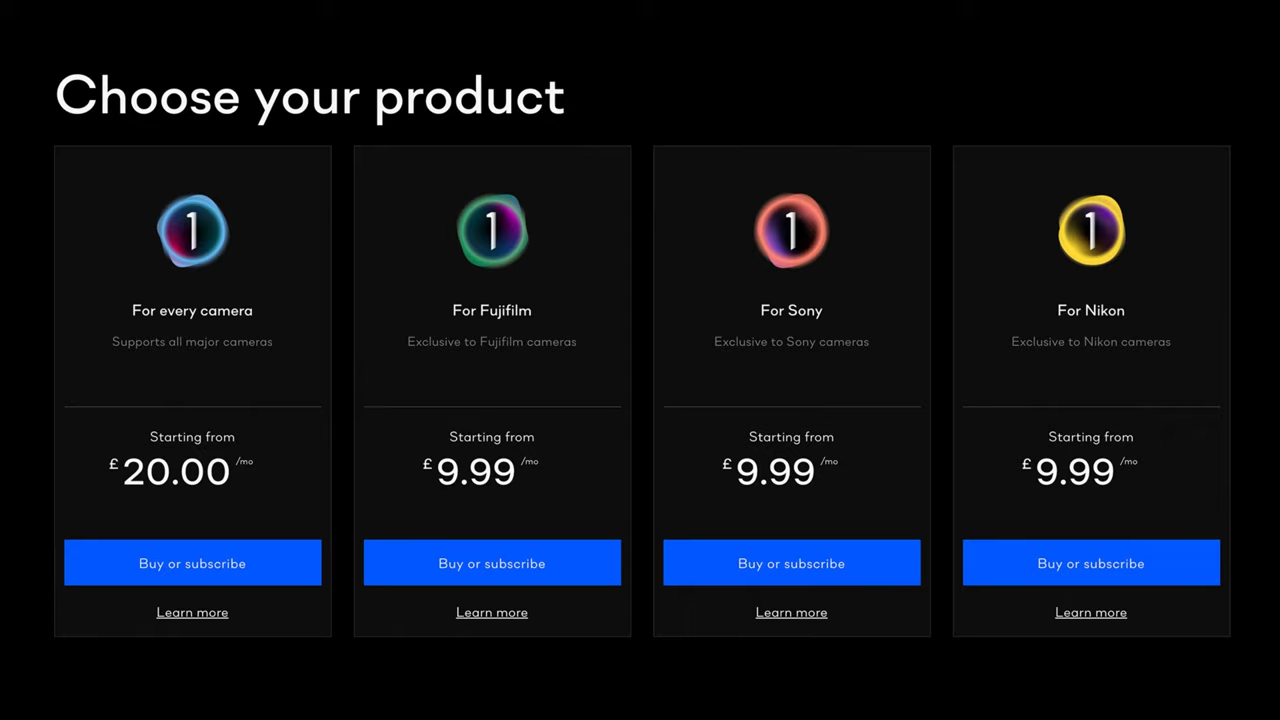 Choose your product
1
For every camera
Supports all major cameras
Starting from
£20.00/mo
Buy or subscribe
Learn more
1
For Fujifilm
Exclusive to Fujifilm cameras
Starting from
£9.99/mo
Buy or subscribe
Learn more
1
For Sony
Exclusive to Sony cameras
Starting from
£9.99/mo
Buy or subscribe
Learn more
1
For Nikon
Exclusive to Nikon cameras
Starting from
£9.99/mo
Buy or subscribe
Learn more